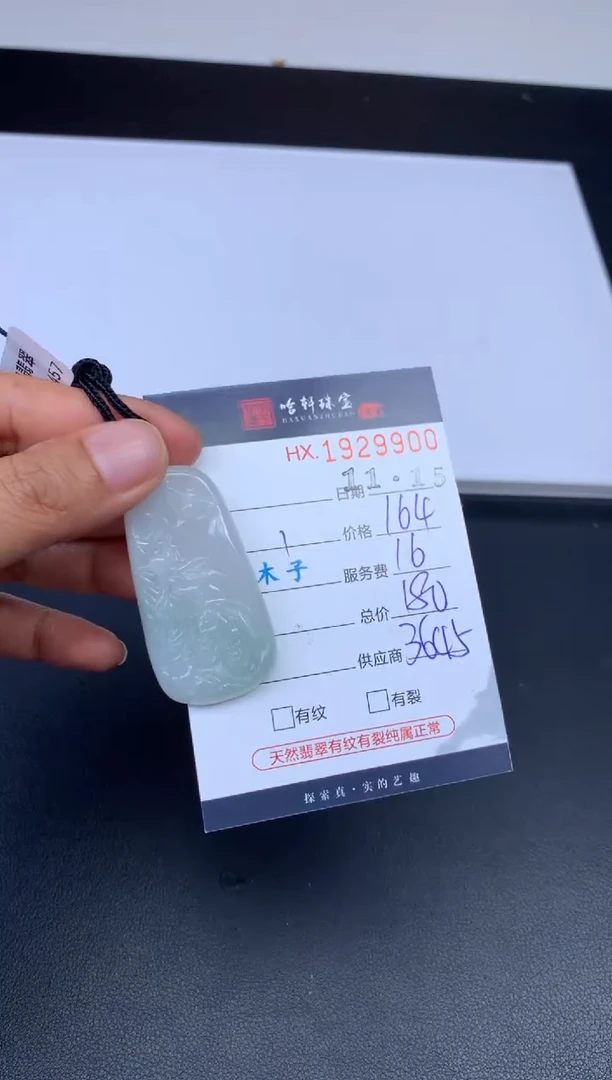 哈轩珠宝
HAXUANZHUBAO
HX.1929900
日期 11·15
1 价格 164
木子 服务费 16
总价 180
供应商 3645
有纹 有裂
天然翡翠有纹有裂纯属正常
探索真·实的艺趣